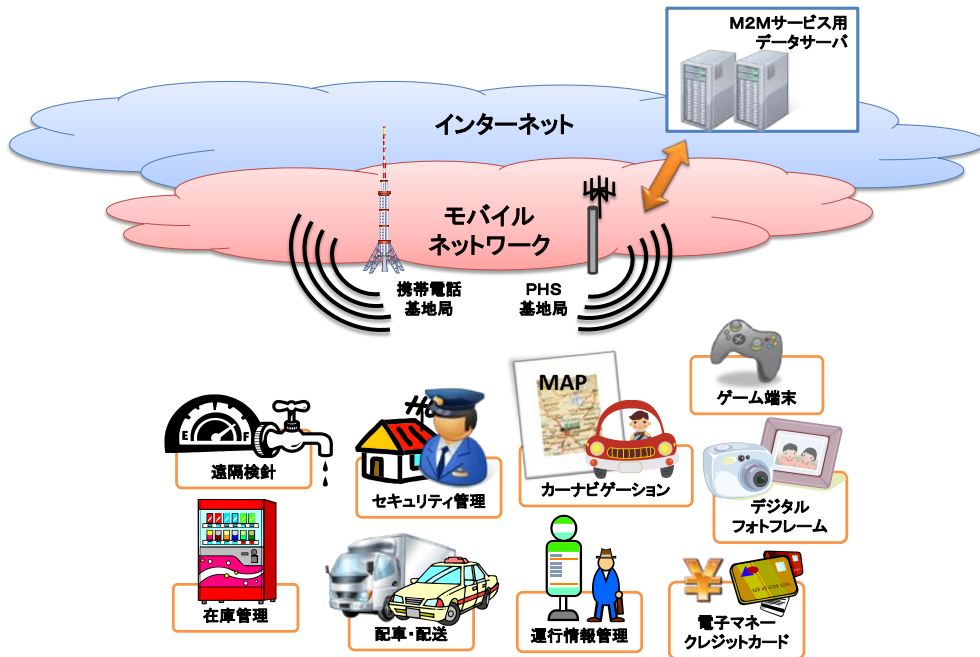 M2Mサービス用
データサーバ
インターネット
モバイル
ネットワーク
携帯電話
基地局
PHS
基地局
MAP
ゲーム端末
E
F
遠隔検針
セキュリティ管理
カーナビゲーション
デジタル
フォトフレーム
在庫管理
配車・配送
運行情報管理
¥
電子マネー
クレジットカード